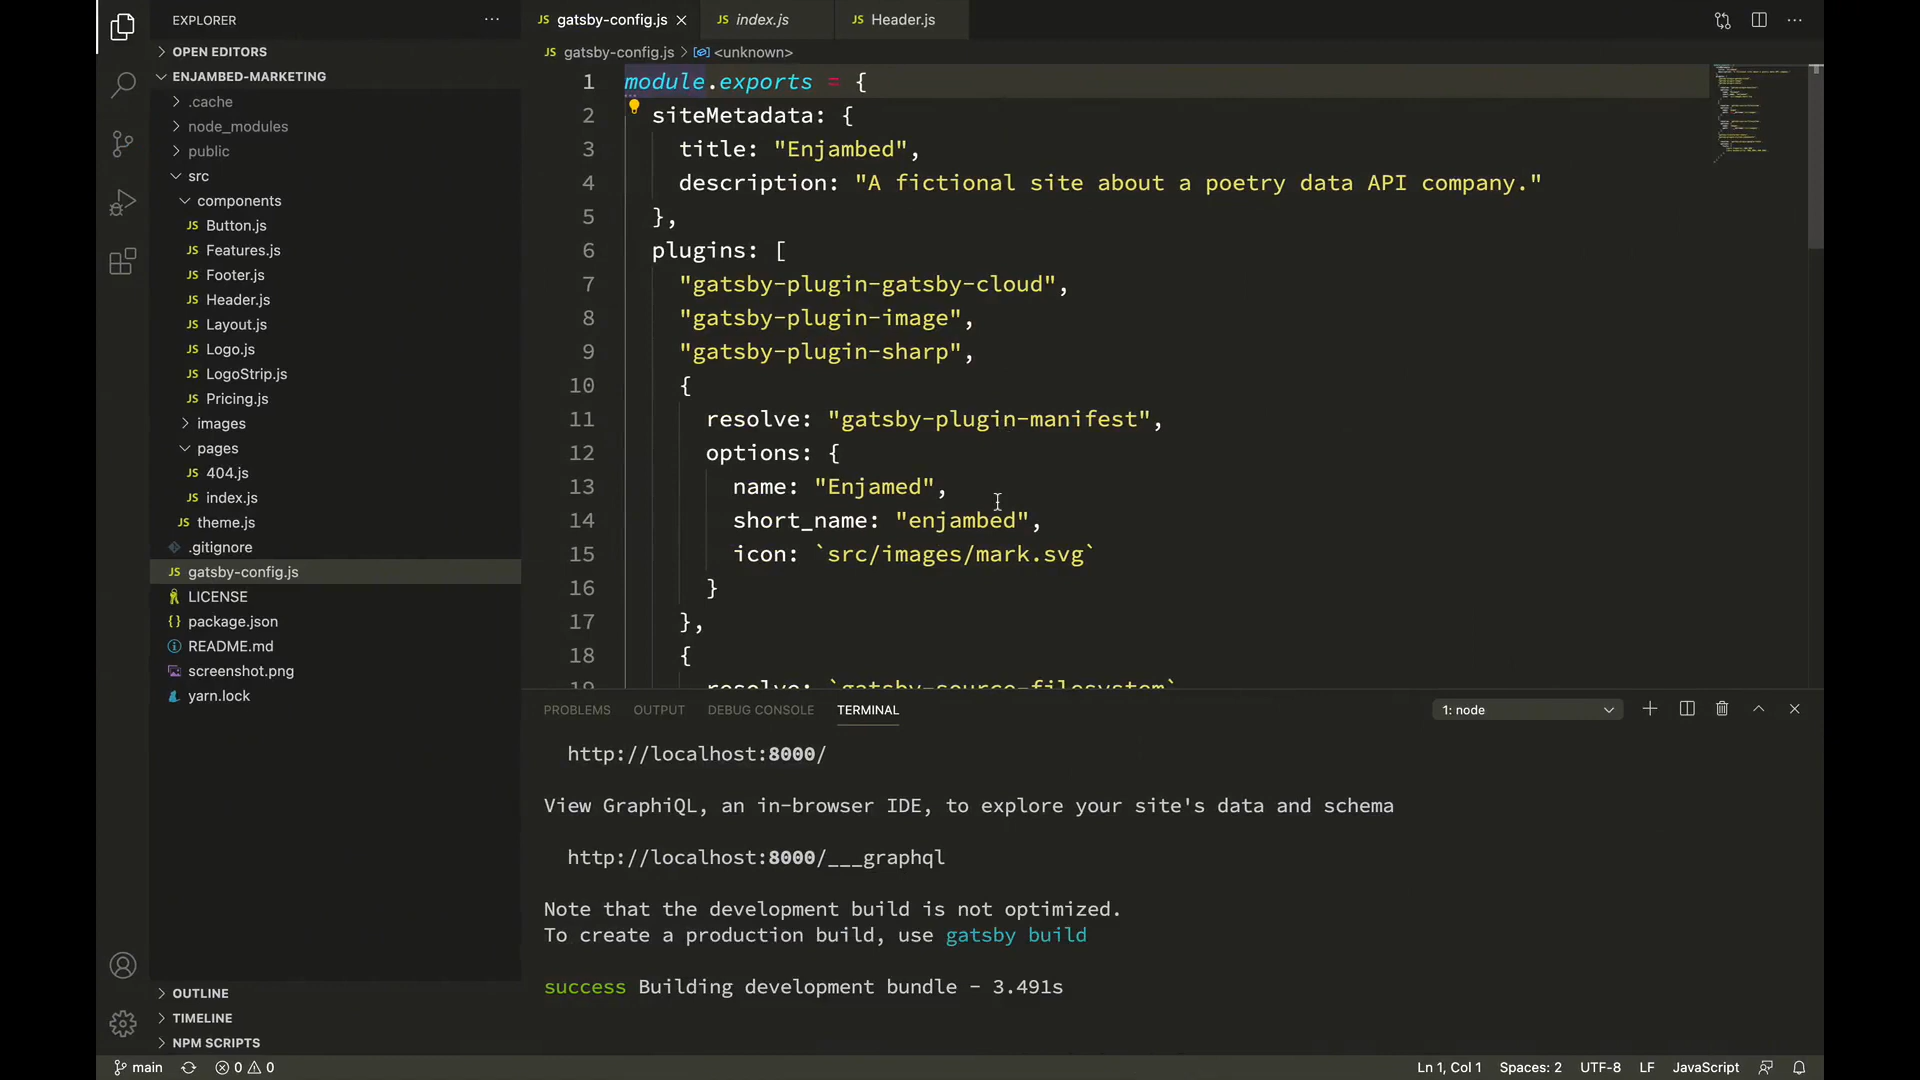 EXPLORER
OPEN EDITORS
ENJAMBED-MARKETING
.cache
node_modules
public
src
components
Button.js
Features.js
Footer.js
Header.js
Layout.js
Logo.js
LogoStrip.js
Pricing.js
images
pages
404.js
index.js
theme.js
.gitignore
gatsby-config.js
LICENSE
package.json
README.md
screenshot.png
yarn.lock
OUTLINE
TIMELINE
NPM SCRIPTS
JS gatsby-config.js JS index.js JS Header.js
JS gatsby-config.js > <unknown>
1 module.exports = {
2 siteMetadata: {
3 title: "Enjambed",
4 description: "A fictional site about a poetry data API company."
5 },
6 plugins: [
7 "gatsby-plugin-gatsby-cloud",
8 "gatsby-plugin-image",
9 "gatsby-plugin-sharp",
10 {
11 resolve: "gatsby-plugin-manifest",
12 options: {
13 name: "Enjamed",
14 short_name: "enjambed",
15 icon: `src/images/mark.svg`
16 }
17 },
18 {
19 resolve: `gatsby-source-filesystem`
PROBLEMS OUTPUT DEBUG CONSOLE TERMINAL 1: node
http://localhost:8000/
View GraphiQL, an in-browser IDE, to explore your site's data and schema
http://localhost:8000/___graphql
Note that the development build is not optimized.
To create a production build, use gatsby build
success Building development bundle - 3.491s
main 0 0 Ln 1, Col 1 Spaces: 2 UTF-8 LF JavaScript